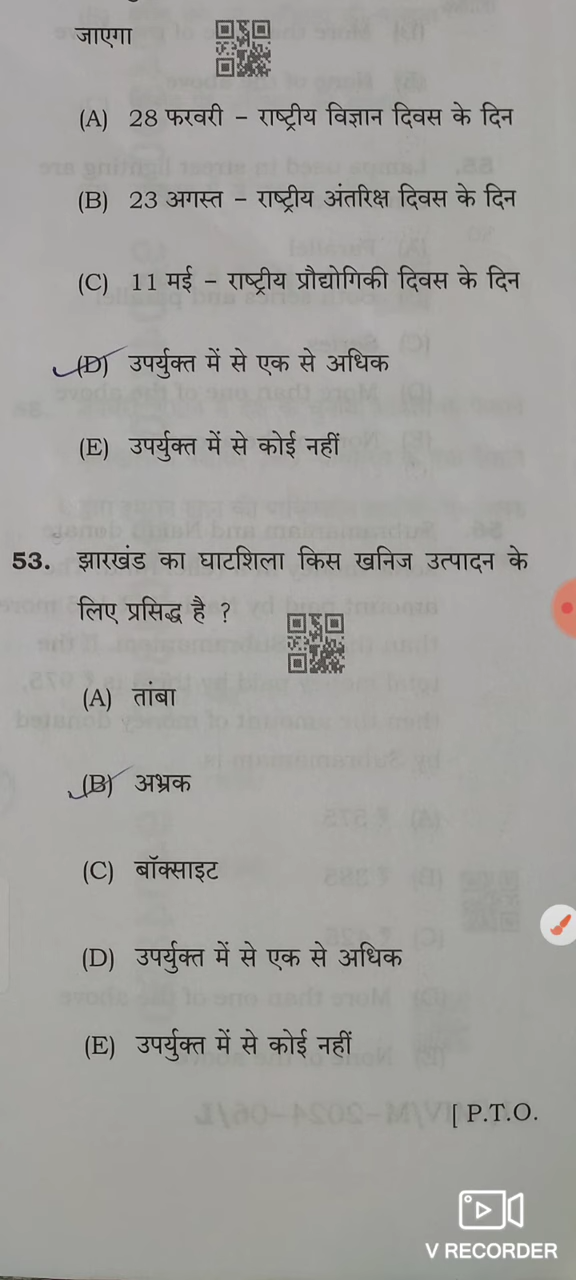 जाएगा
(A) 28 फरवरी – राष्ट्रीय विज्ञान दिवस के दिन
(B) 23 अगस्त – राष्ट्रीय अंतरिक्ष दिवस के दिन
(C) 11 मई – राष्ट्रीय प्रौद्योगिकी दिवस के दिन
(D) उपर्युक्त में से एक से अधिक
(E) उपर्युक्त में से कोई नहीं
53. झारखंड का घाटशिला किस खनिज उत्पादन के
लिए प्रसिद्ध है ?
(A) तांबा
(B) अभ्रक
(C) बॉक्साइट
(D) उपर्युक्त में से एक से अधिक
(E) उपर्युक्त में से कोई नहीं
[ P.T.O.
V RECORDER